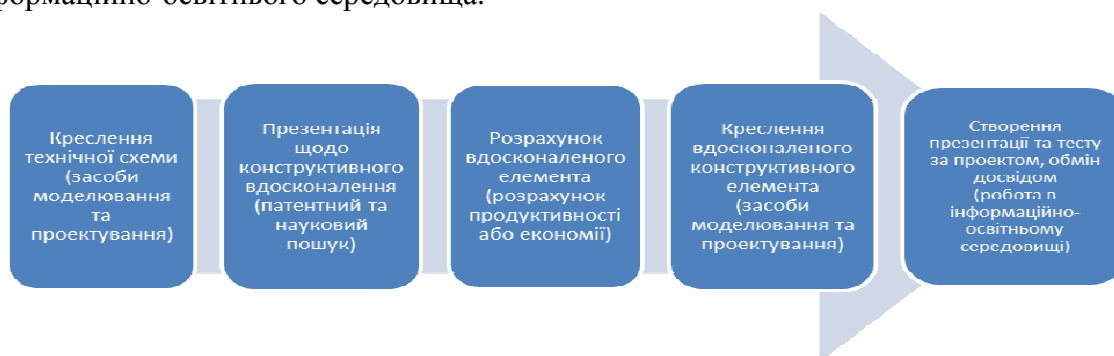 формаційно-освітнього середовища.
Креслення
технічної схеми
(засоби
моделювання
та
проектування)
Презентація
щодо
конструктивного
вдосконалення
(патентний та
науковий
пошук)
Розрахунок
вдосконаленого
елемента
(розрахунок
продуктивності
або економії)
Креслення
вдосконаленого
конструктивного
елемента
(засоби
моделювання та
проектування)
Створення
презентації та тесту
за проектом, обмін
досвідом
(робота в
інформаційно-
освітньому
середовищі)